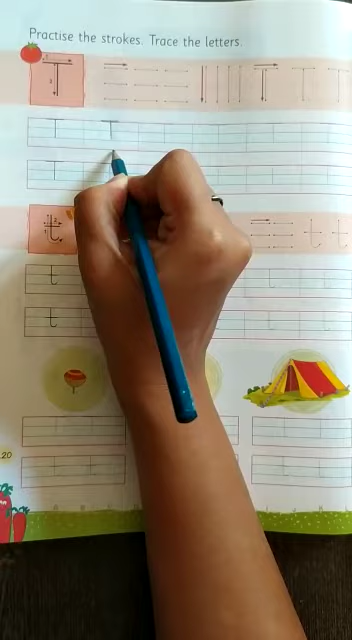 Practise the strokes. Trace the letters.
T T T T
T T
T
t t t
t
t
20